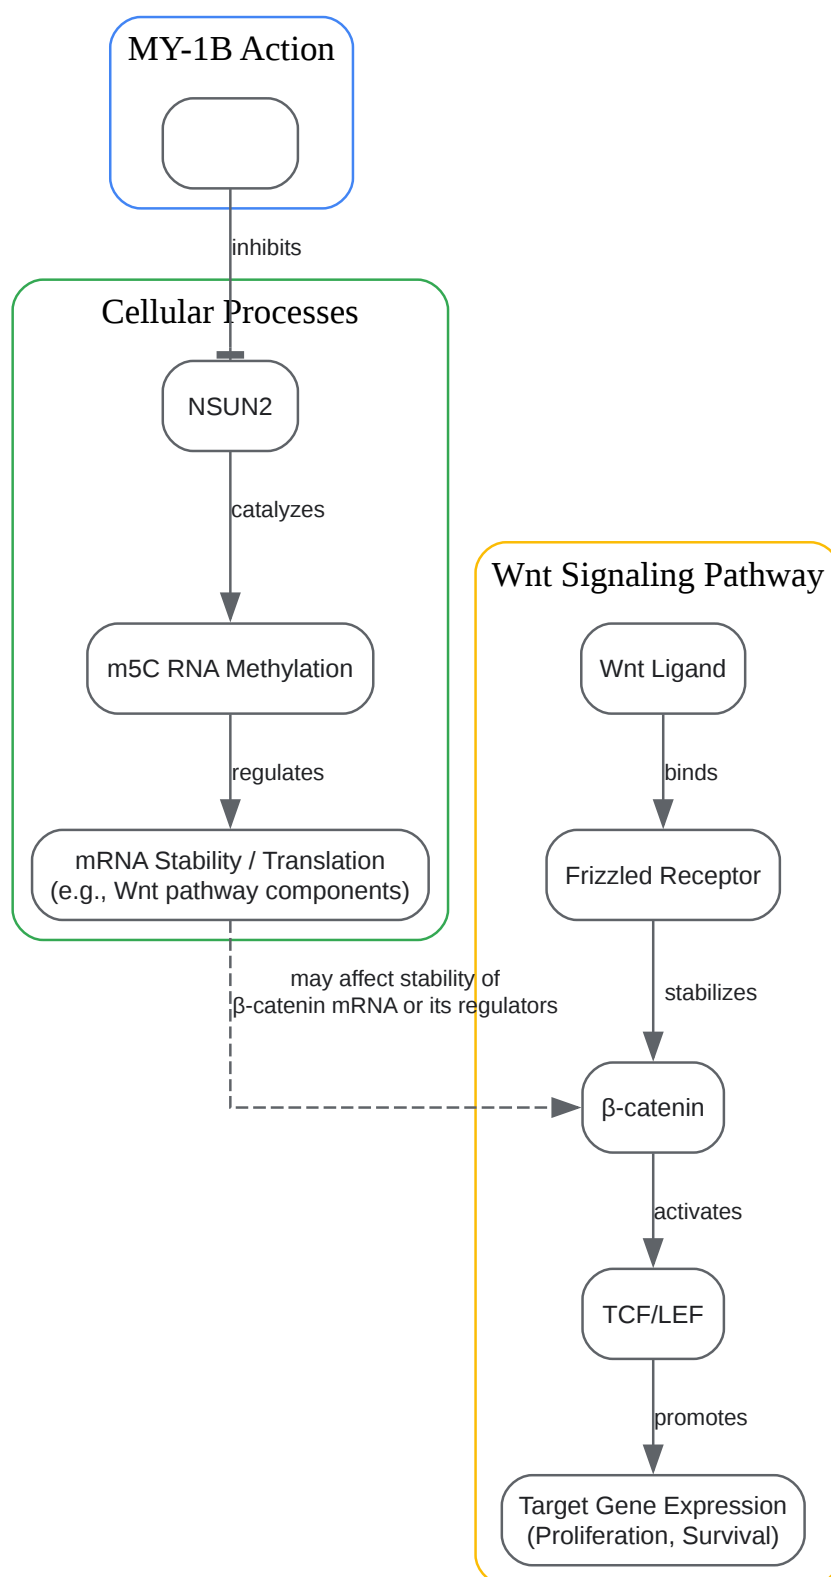 MY-1B Action
inhibits
Cellular Processes
NSUN2
catalyzes
m5C RNA Methylation
regulates
mRNA Stability / Translation
(e.g., Wnt pathway components)
may affect stability of
β-catenin mRNA or its regulators
Wnt Signaling Pathway
Wnt Ligand
binds
Frizzled Receptor
stabilizes
β-catenin
activates
TCF/LEF
promotes
Target Gene Expression
(Proliferation, Survival)